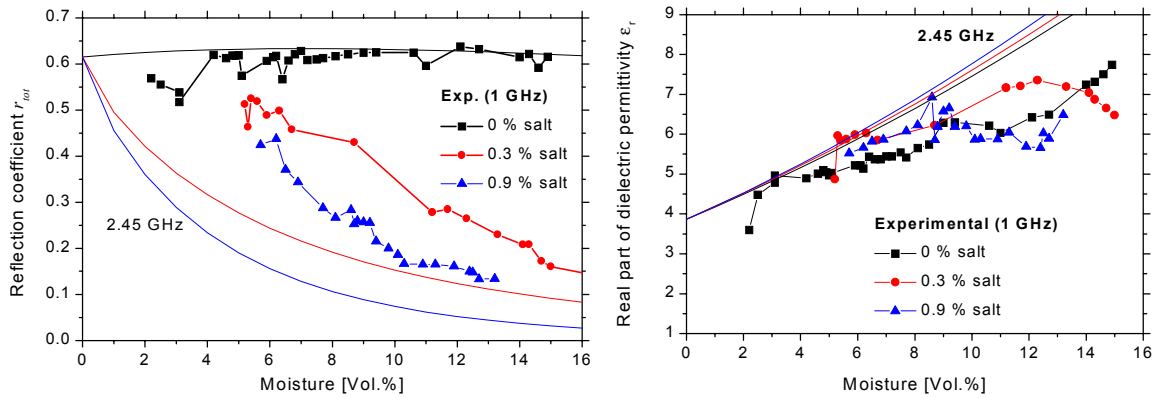 0.7
0.6
0.5
0.4
0.3
0.2
0.1
0.0
Reflection coefficient r_tot
0 2 4 6 8 10 12 14 16
Moisture [Vol.%]
Exp. (1 GHz)
0 % salt
0.3 % salt
0.9 % salt
2.45 GHz
9
8
7
6
5
4
3
2
1
Real part of dielectric permittivity ε_r
0 2 4 6 8 10 12 14 16
Moisture [Vol.%]
2.45 GHz
Experimental (1 GHz)
0 % salt
0.3 % salt
0.9 % salt